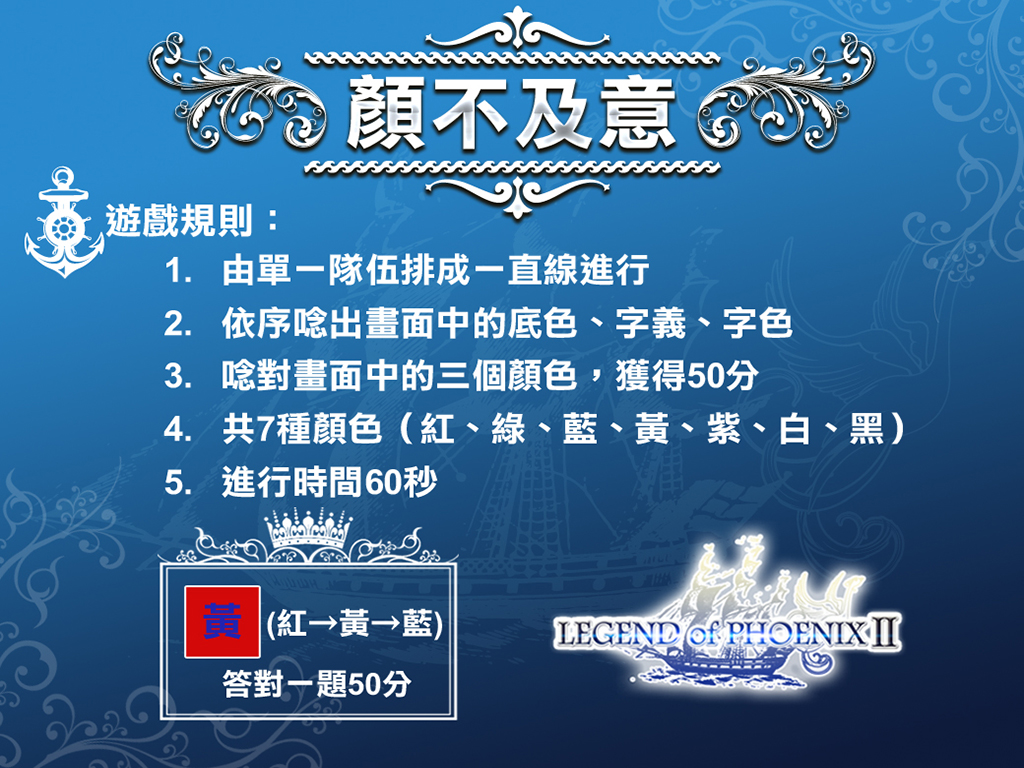 顏不及意
遊戲規則：
1. 由單一隊伍排成一直線進行
2. 依序唸出畫面中的底色、字義、字色
3. 唸對畫面中的三個顏色，獲得50分
4. 共7種顏色（紅、綠、藍、黃、紫、白、黑）
5. 進行時間60秒
黃 (紅→黃→藍)
答對一題50分
LEGEND of PHOENIX II